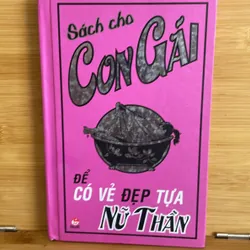 Sách cho
CON GÁI
ĐỂ
CÓ VẺ ĐẸP TỰA
NỮ THẦN